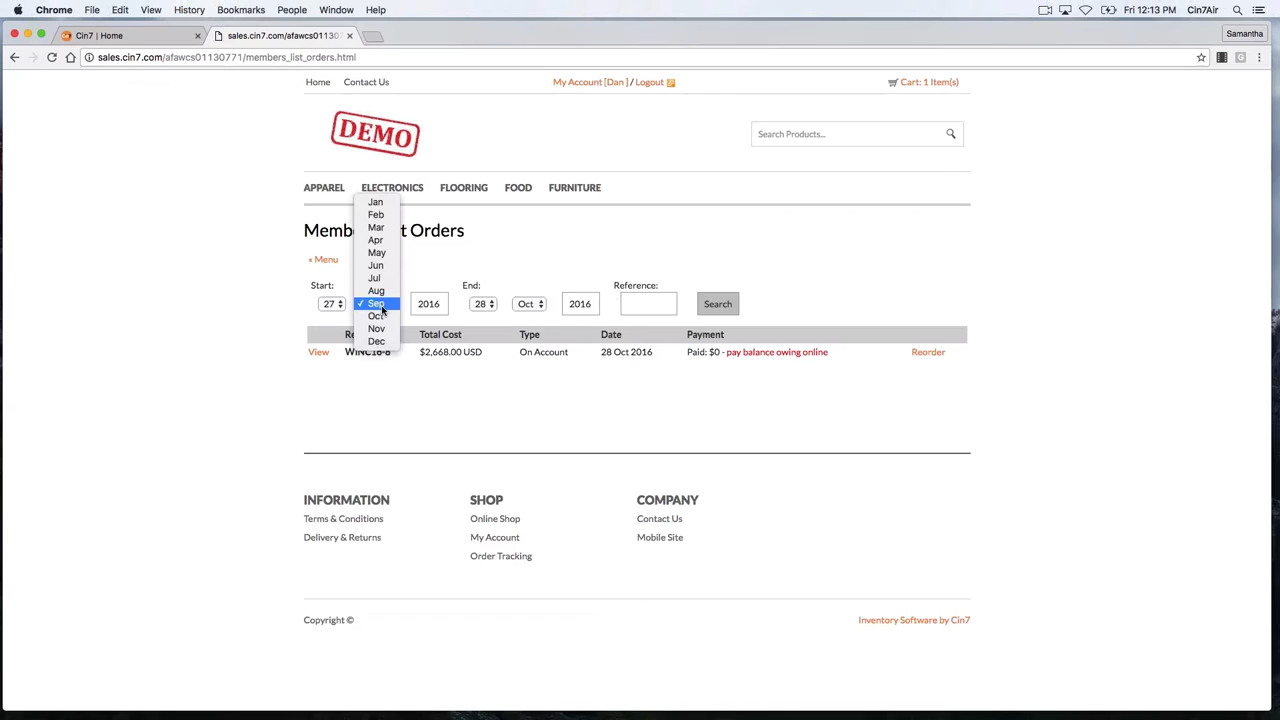 Chrome File Edit View History Bookmarks People Window Help Fri 12:13 PM Cin7Air
Cin7 | Home sales.cin7.com/afawcs01130 Samantha
sales.cin7.com/afawcs01130771/members_list_orders.html
Home Contact Us My Account [Dan ] / Logout Cart: 1 Item(s)
DEMO
Search Products...
APPAREL ELECTRONICS FLOORING FOOD FURNITURE
Jan
Feb
Mar
Apr
May
Jun
Jul
Aug
✓ Sep
Oct
Nov
Dec
Orders
« Menu
Start: End: Reference:
27 2016 28 Oct 2016 Search
Total Cost Type Date Payment
View WINC16-8 $2,668.00 USD On Account 28 Oct 2016 Paid: $0 - pay balance owing online Reorder
INFORMATION SHOP COMPANY
Terms & Conditions Online Shop Contact Us
Delivery & Returns My Account Mobile Site
Order Tracking
Copyright © Inventory Software by Cin7